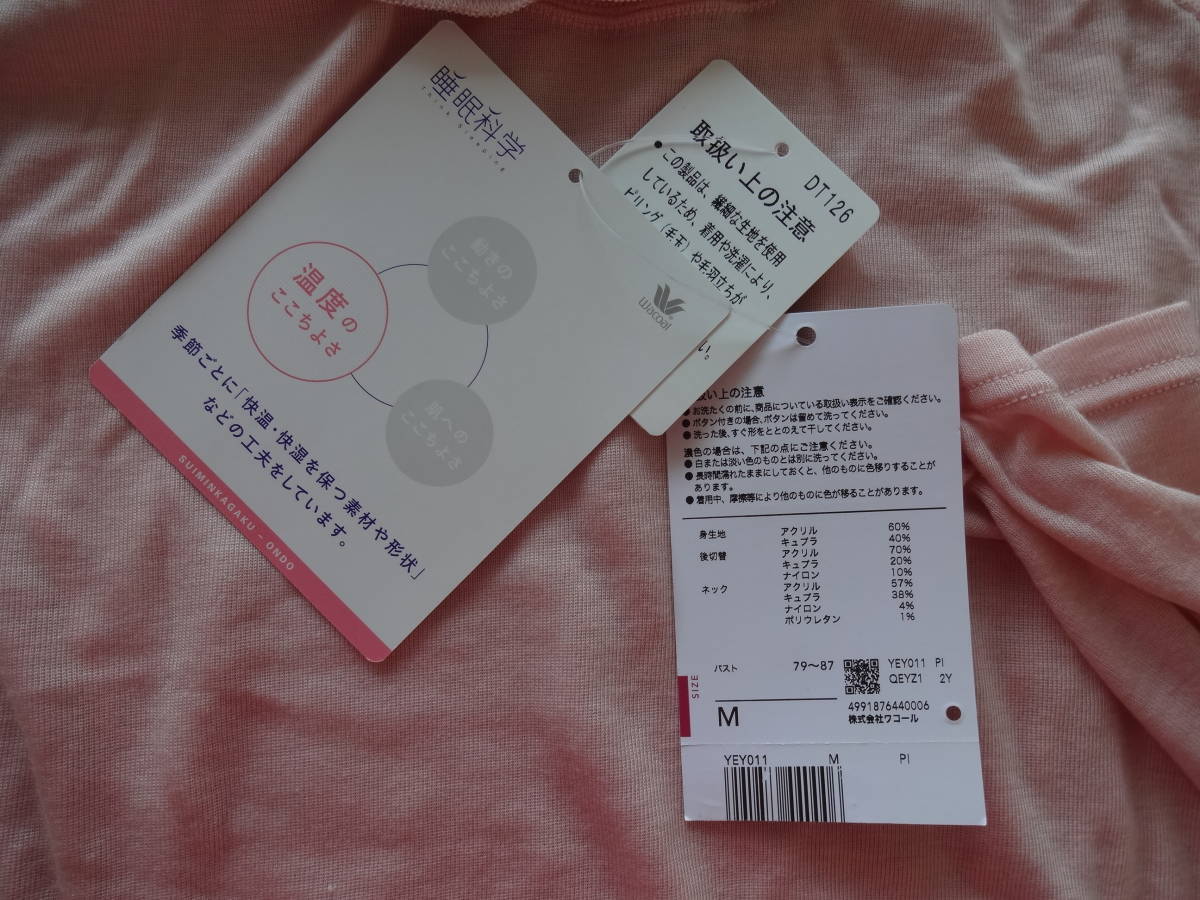 睡眠科学
Think Sleeping
動きの
ここちよさ
温度の
ここちよさ
肌への
ここちよさ
季節ごとに「快温・快湿を保つ素材や形状」
などの工夫をしています。
SUIMINKAGAKU - ONDO
Wacoal
DT126
取扱い上の注意
●この製品は、繊細な生地を使用
しているため、着用や洗濯により、
ピリング(毛玉)や毛羽立ちが
い。
扱い上の注意
●お洗たくの前に、商品についている取扱い表示をご確認ください。
●ボタン付きの場合、ボタンは留めて洗ってください。
●洗った後、すぐ形をととのえて干してください。
濃色の場合は、下記の点にご注意ください。
●白または淡い色のものとは別に洗ってください。
●長時間濡れたままにしておくと、他のものに色移りすることが
あります。
●着用中、摩擦等により他のものに色が移ることがあります。
身生地 アクリル 60%
キュプラ 40%
後切替 アクリル 70%
キュプラ 20%
ナイロン 10%
ネック アクリル 57%
キュプラ 38%
ナイロン 4%
ポリウレタン 1%
バスト 79〜87
YEY011 PI
QEYZ1 2Y
SIZE
M
4991876440006
株式会社ワコール
YEY011 M PI